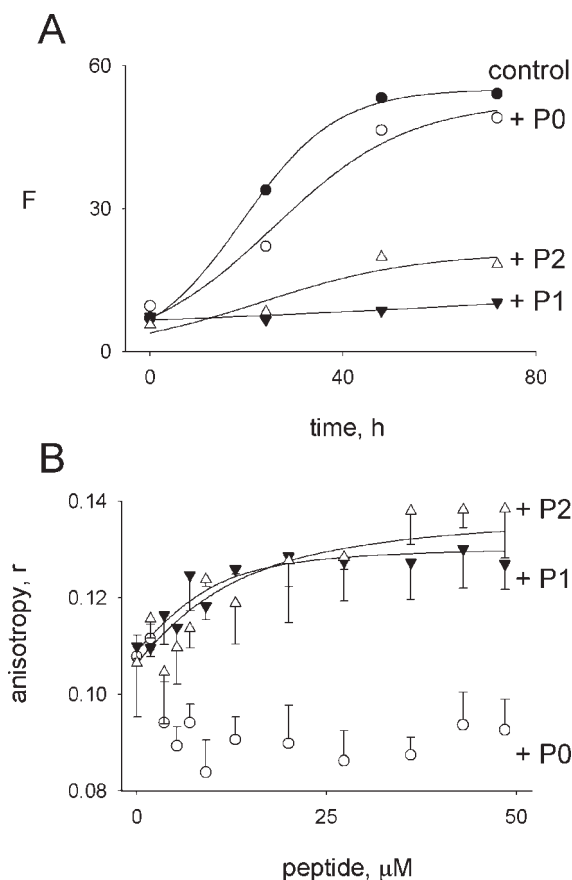 A
60
control
+ P0
F
30
+ P2
+ P1
0
0
40
80
time, h
B
0.14
+ P2
+ P1
0.12
anisotropy, r
0.10
+ P0
0.08
0
25
50
peptide, μM